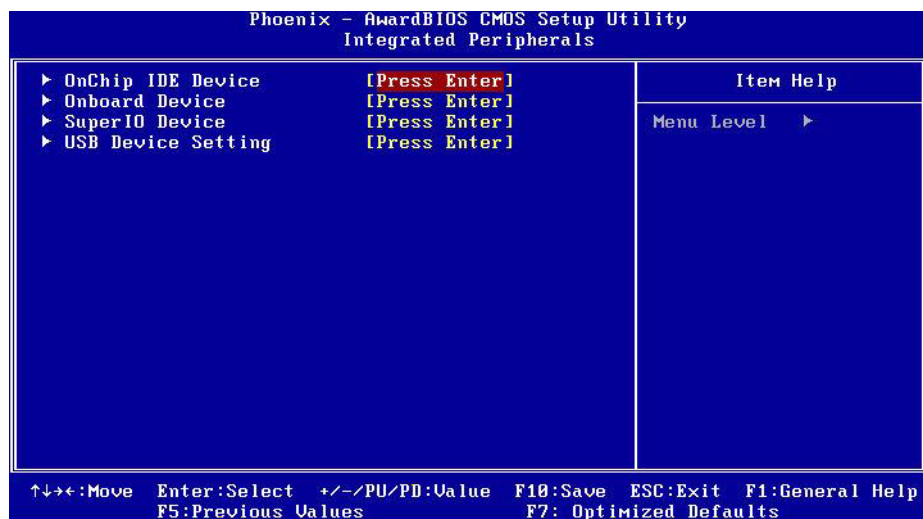 Phoenix - AwardBIOS CMOS Setup Utility
Integrated Peripherals
► OnChip IDE Device [Press Enter]
► Onboard Device [Press Enter]
► SuperIO Device [Press Enter]
► USB Device Setting [Press Enter]
Item Help
Menu Level ►
↑↓→←:Move Enter:Select +/-/PU/PD:Value F10:Save ESC:Exit F1:General Help
F5:Previous Values F7: Optimized Defaults